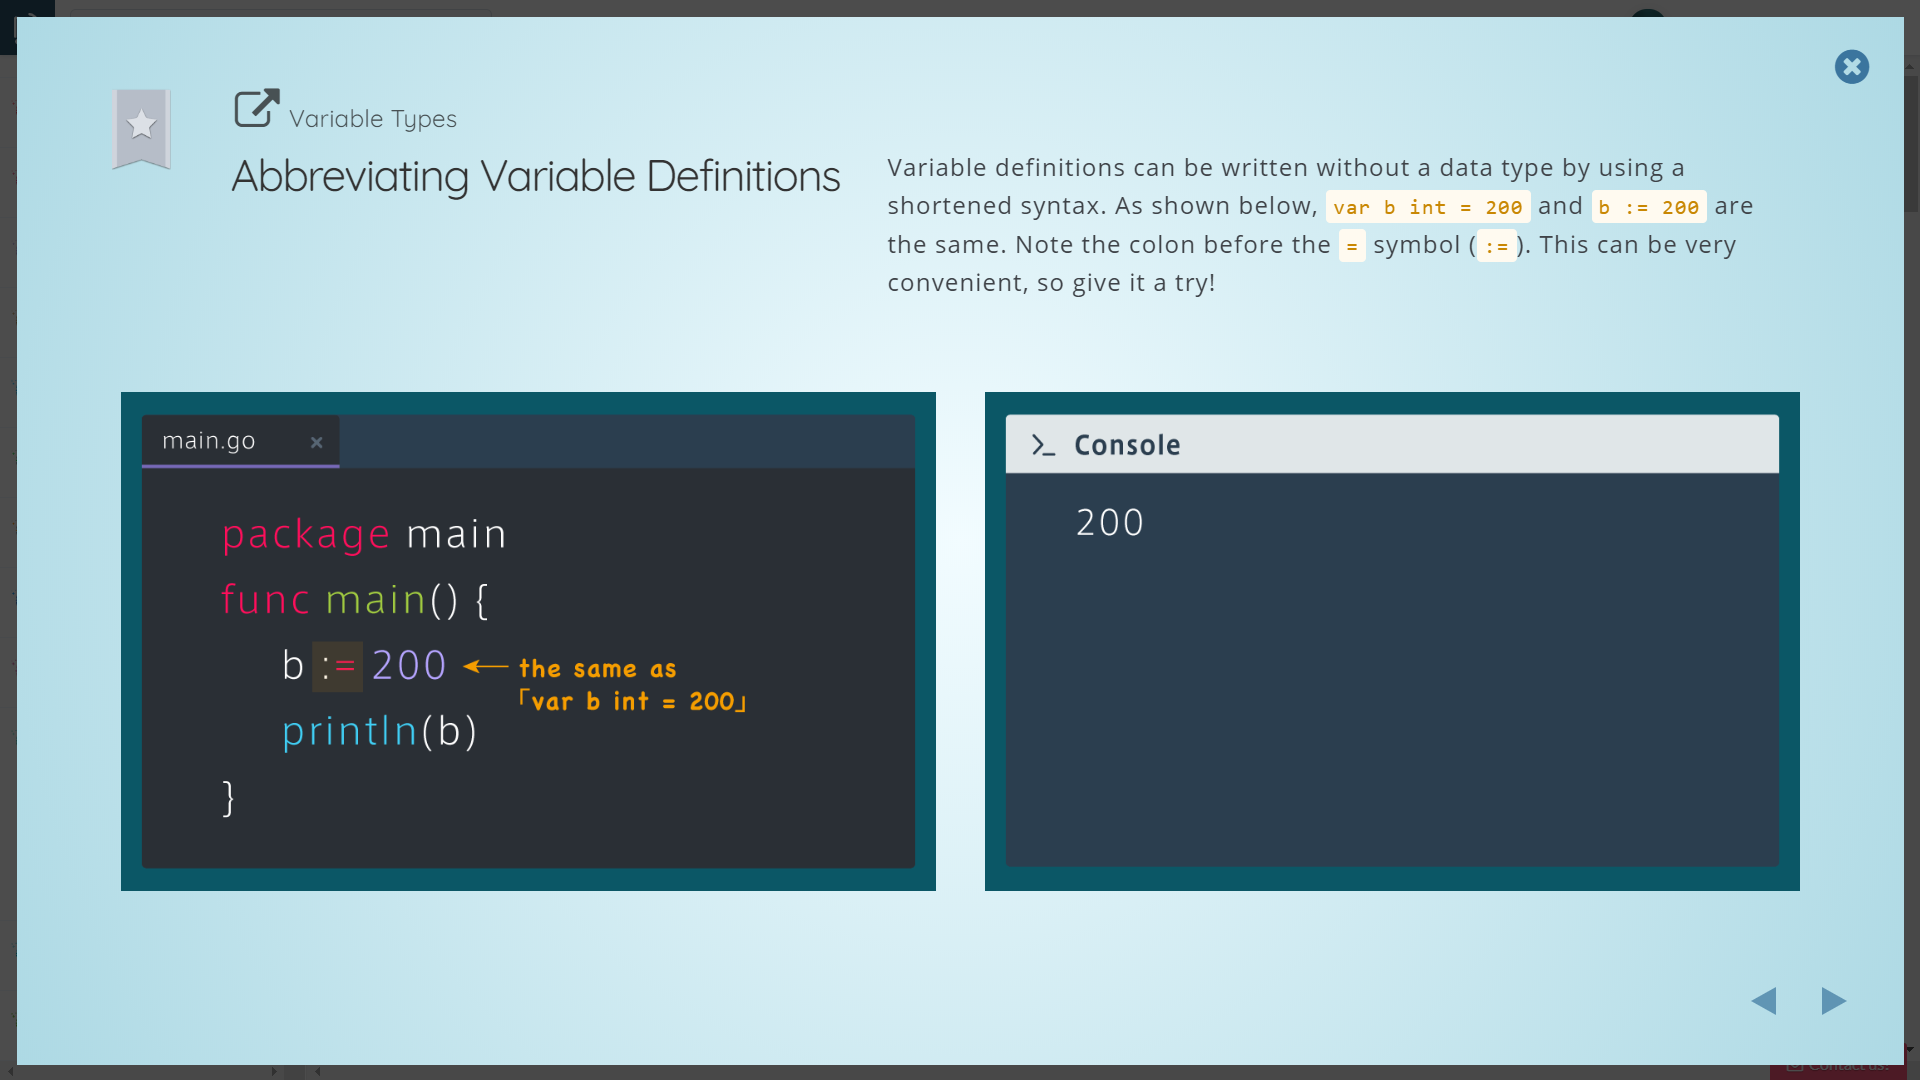 Variable Types
Abbreviating Variable Definitions
Variable definitions can be written without a data type by using a
shortened syntax. As shown below, var b int = 200 and b := 200 are
the same. Note the colon before the = symbol (:=). This can be very
convenient, so give it a try!
main.go ×
package main
func main() {
b := 200 ← the same as
「var b int = 200」
println(b)
}
>_ Console
200
Contact us!